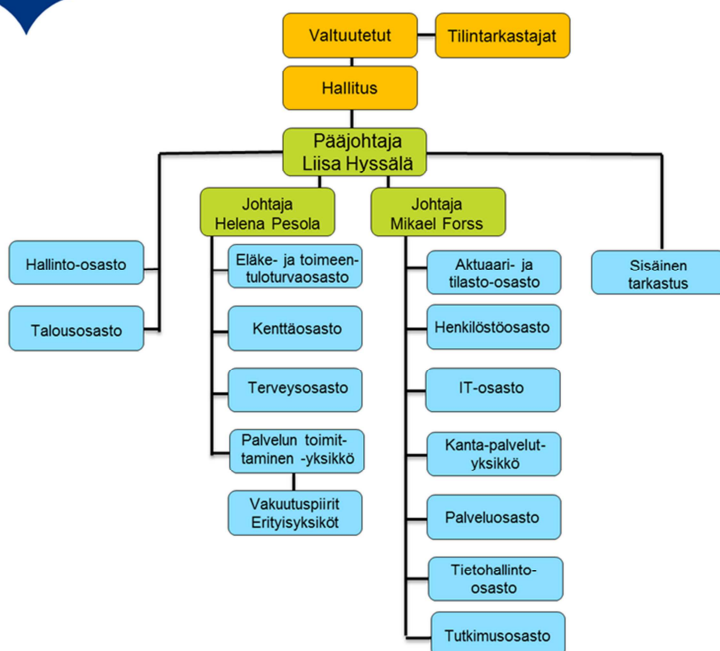 Valtuutetut
Tilintarkastajat
Hallitus
Pääjohtaja
Liisa Hyssälä
Johtaja
Helena Pesola
Johtaja
Mikael Forss
Hallinto-osasto
Talousosasto
Eläke- ja toimeen-
tuloturvaosasto
Kenttäosasto
Terveysosasto
Palvelun toimit-
taminen -yksikkö
Vakuutuspiirit
Erityisyksiköt
Aktuaari- ja
tilasto-osasto
Henkilöstöosasto
IT-osasto
Kanta-palvelut-
yksikkö
Palveluosasto
Tietohallinto-
osasto
Tutkimusosasto
Sisäinen
tarkastus